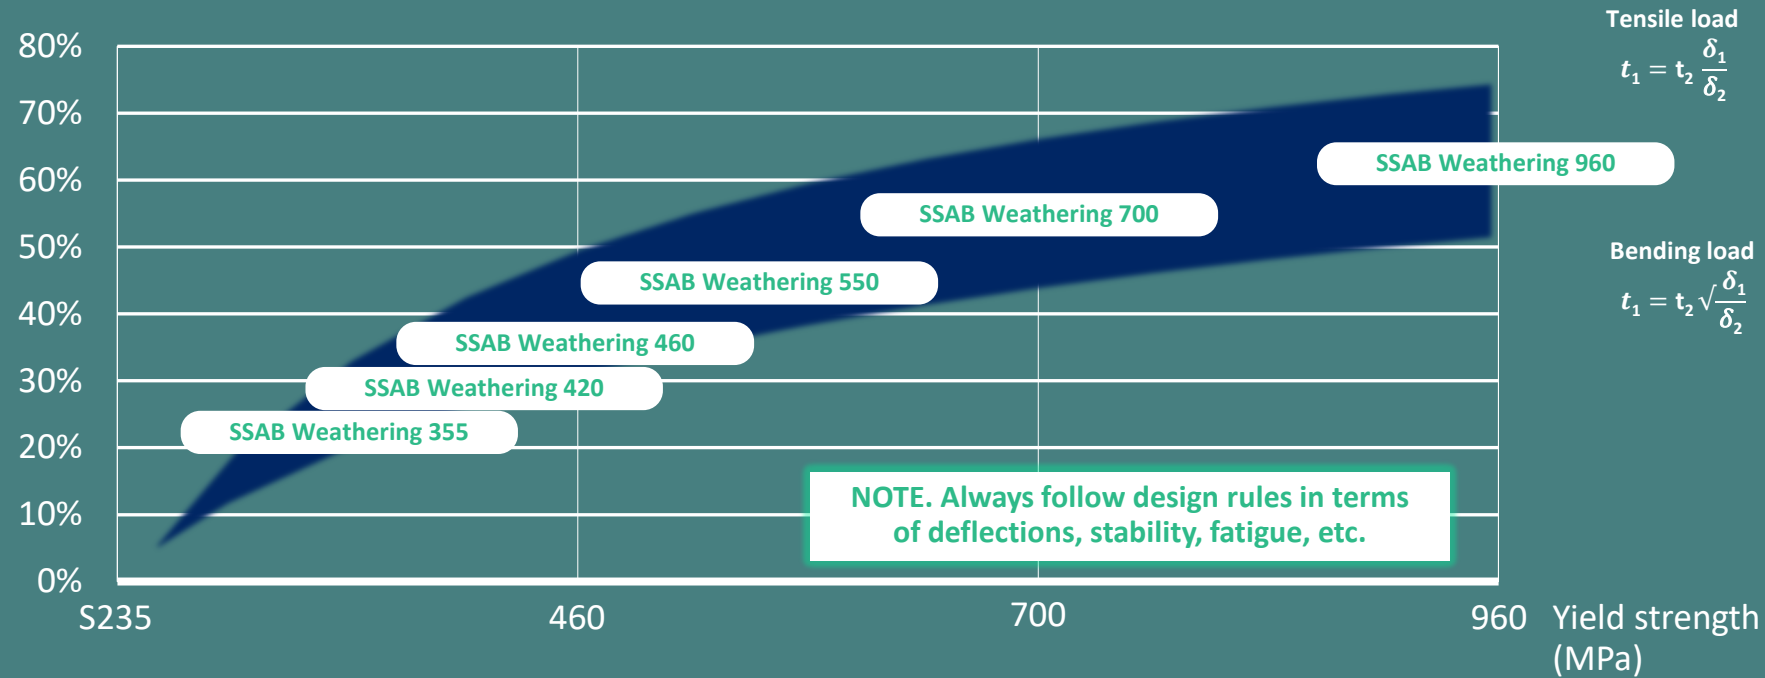 80%
70%
60%
50%
40%
30%
20%
10%
0%
S235
460
700
960
Yield strength
(MPa)
SSAB Weathering 355
SSAB Weathering 420
SSAB Weathering 460
SSAB Weathering 550
SSAB Weathering 700
SSAB Weathering 960
NOTE. Always follow design rules in terms
of deflections, stability, fatigue, etc.
Tensile load
t₁ = t₂ δ₁/δ₂
Bending load
t₁ = t₂ √δ₁/δ₂